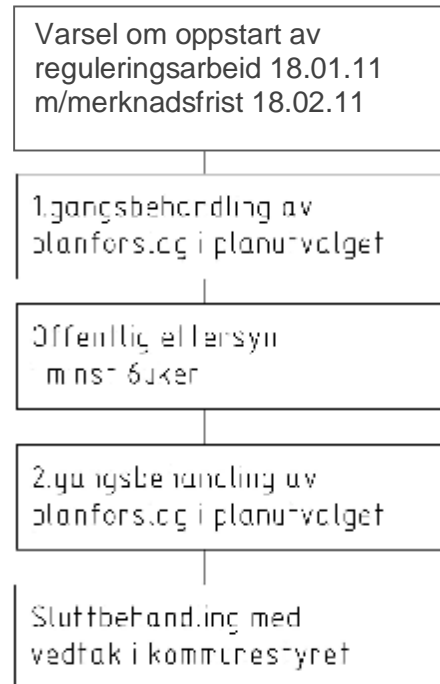 Varsel om oppstart av
reguleringsarbeid 18.01.11
m/merknadsfrist 18.02.11
1.gangsbehandling av
planforslag i planutvalget
Offentlig ettersyn
i minst 6uker
2.gangsbehandling av
planforslag i planutvalget
Sluttbehandling med
vedtak i kommunestyret